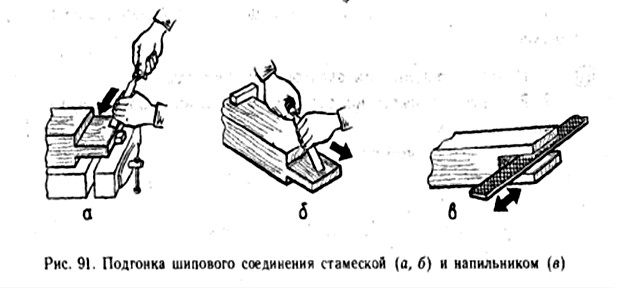 а б в
Рис. 91. Подгонка шипового соединения стамеской (а, б) и напильником (в)